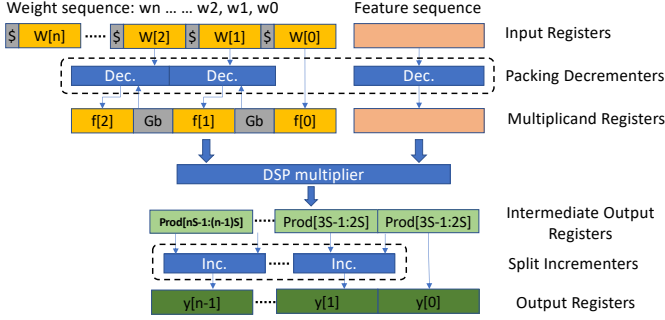 Weight sequence: wn ... ... w2, w1, w0 Feature sequence
$ W[n] $ W[2] $ W[1] $ W[0] Input Registers
Dec. Dec. Dec. Packing Decrementers
f[2] Gb f[1] Gb f[0] Multiplicand Registers
DSP multiplier
Prod[nS-1:(n-1)S] Prod[3S-1:2S] Prod[3S-1:2S] Intermediate Output
Registers
Inc. Inc. Split Incrementers
y[n-1] y[1] y[0] Output Registers